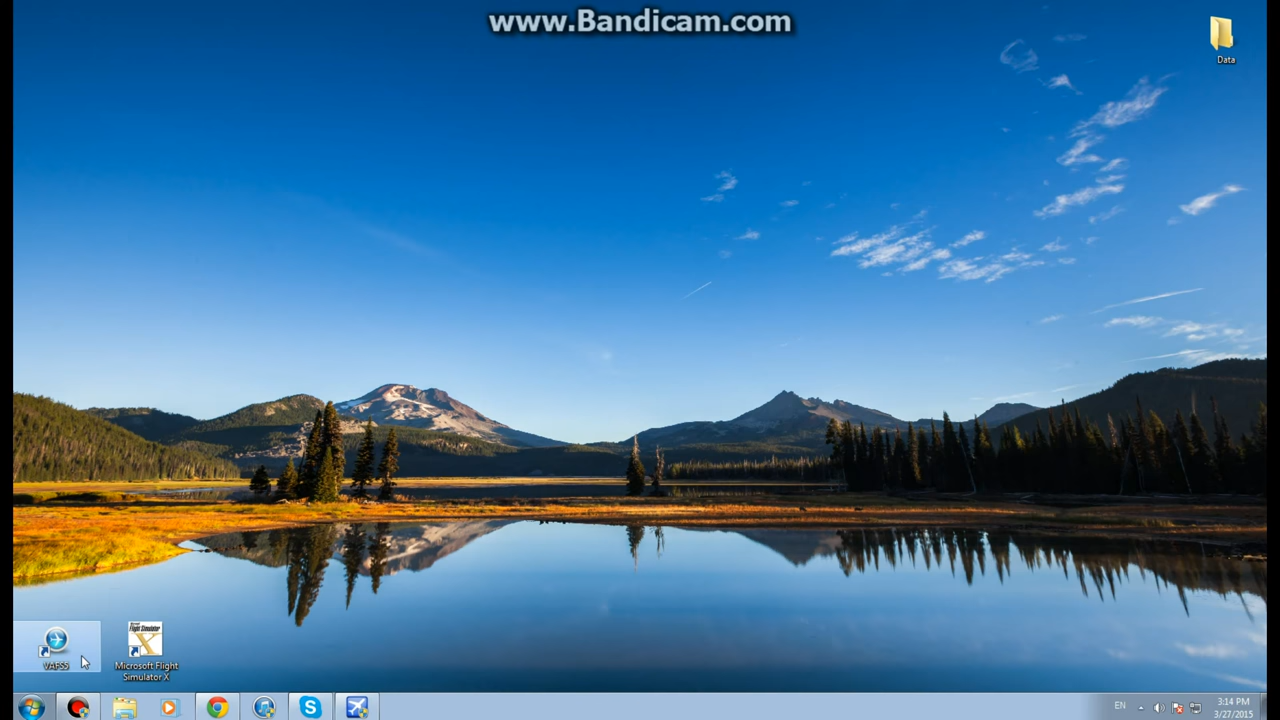 www.Bandicam.com
Data
VAFSS
Microsoft Flight
Simulator X
EN
3:14 PM
3/27/2015